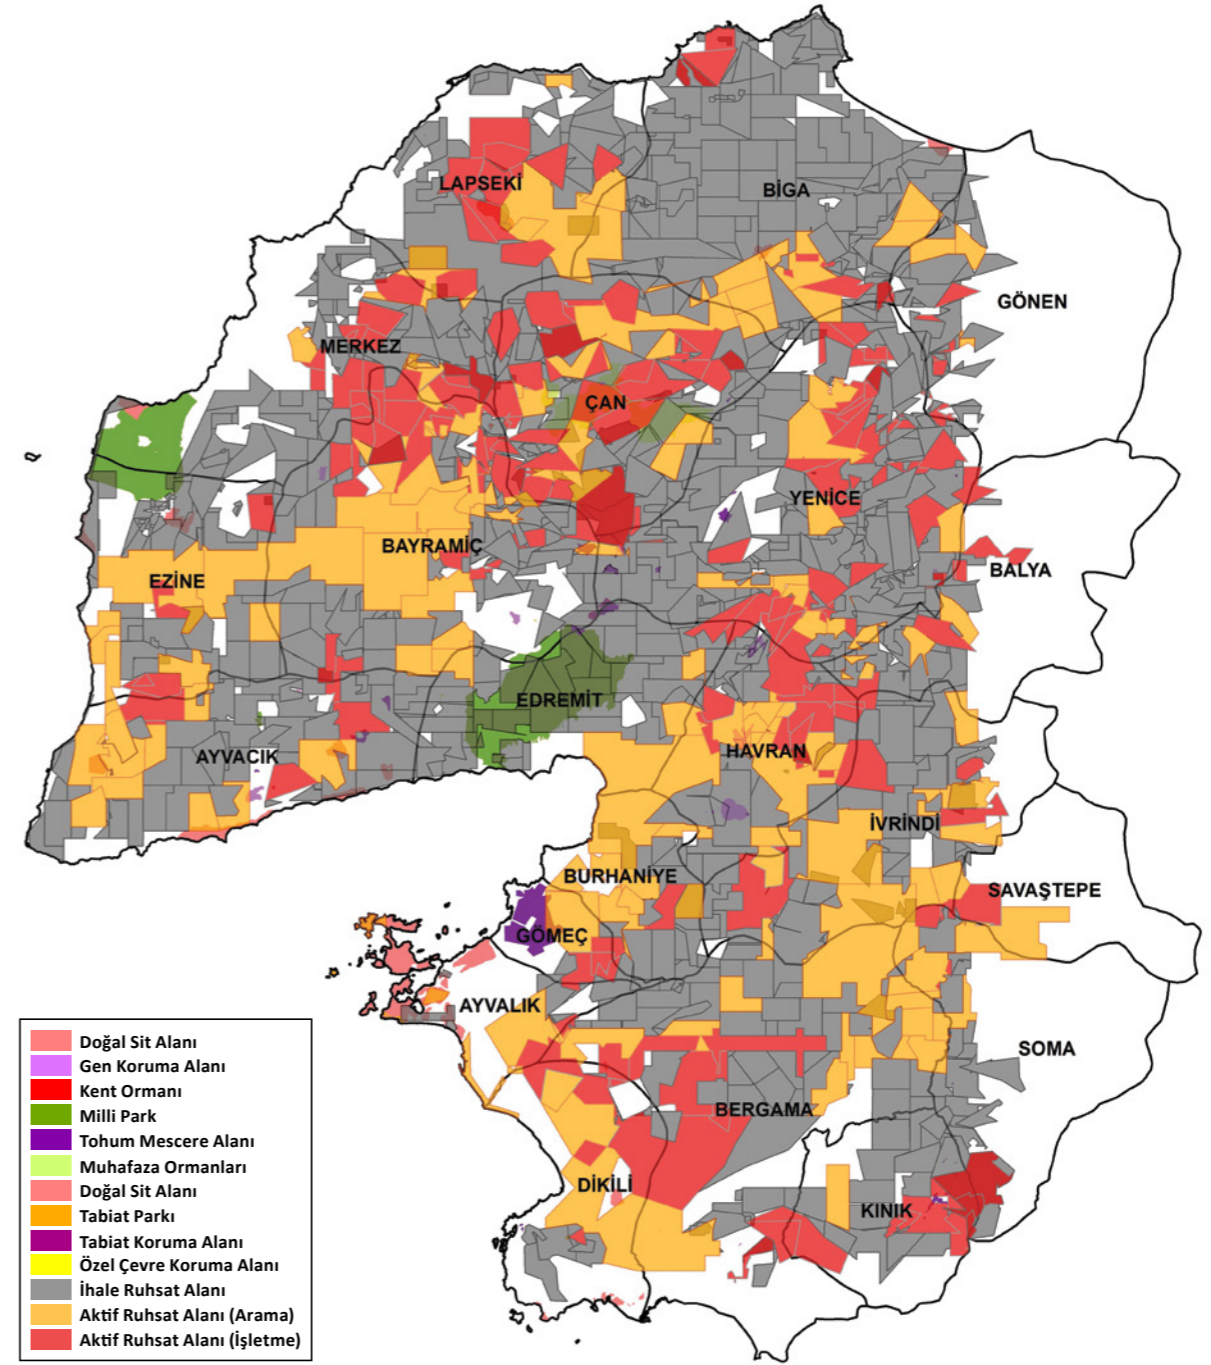 LAPSEKİ
BİGA
GÖNEN
MERKEZ
ÇAN
YENİCE
BAYRAMİÇ
EZİNE
BALYA
EDREMİT
AYVACIK
HAVRAN
İVRİNDİ
BURHANİYE
SAVAŞTEPE
GÖMEÇ
AYVALIK
SOMA
BERGAMA
DİKİLİ
KINIK
Doğal Sit Alanı
Gen Koruma Alanı
Kent Ormanı
Milli Park
Tohum Mescere Alanı
Muhafaza Ormanları
Doğal Sit Alanı
Tabiat Parkı
Tabiat Koruma Alanı
Özel Çevre Koruma Alanı
İhale Ruhsat Alanı
Aktif Ruhsat Alanı (Arama)
Aktif Ruhsat Alanı (İşletme)